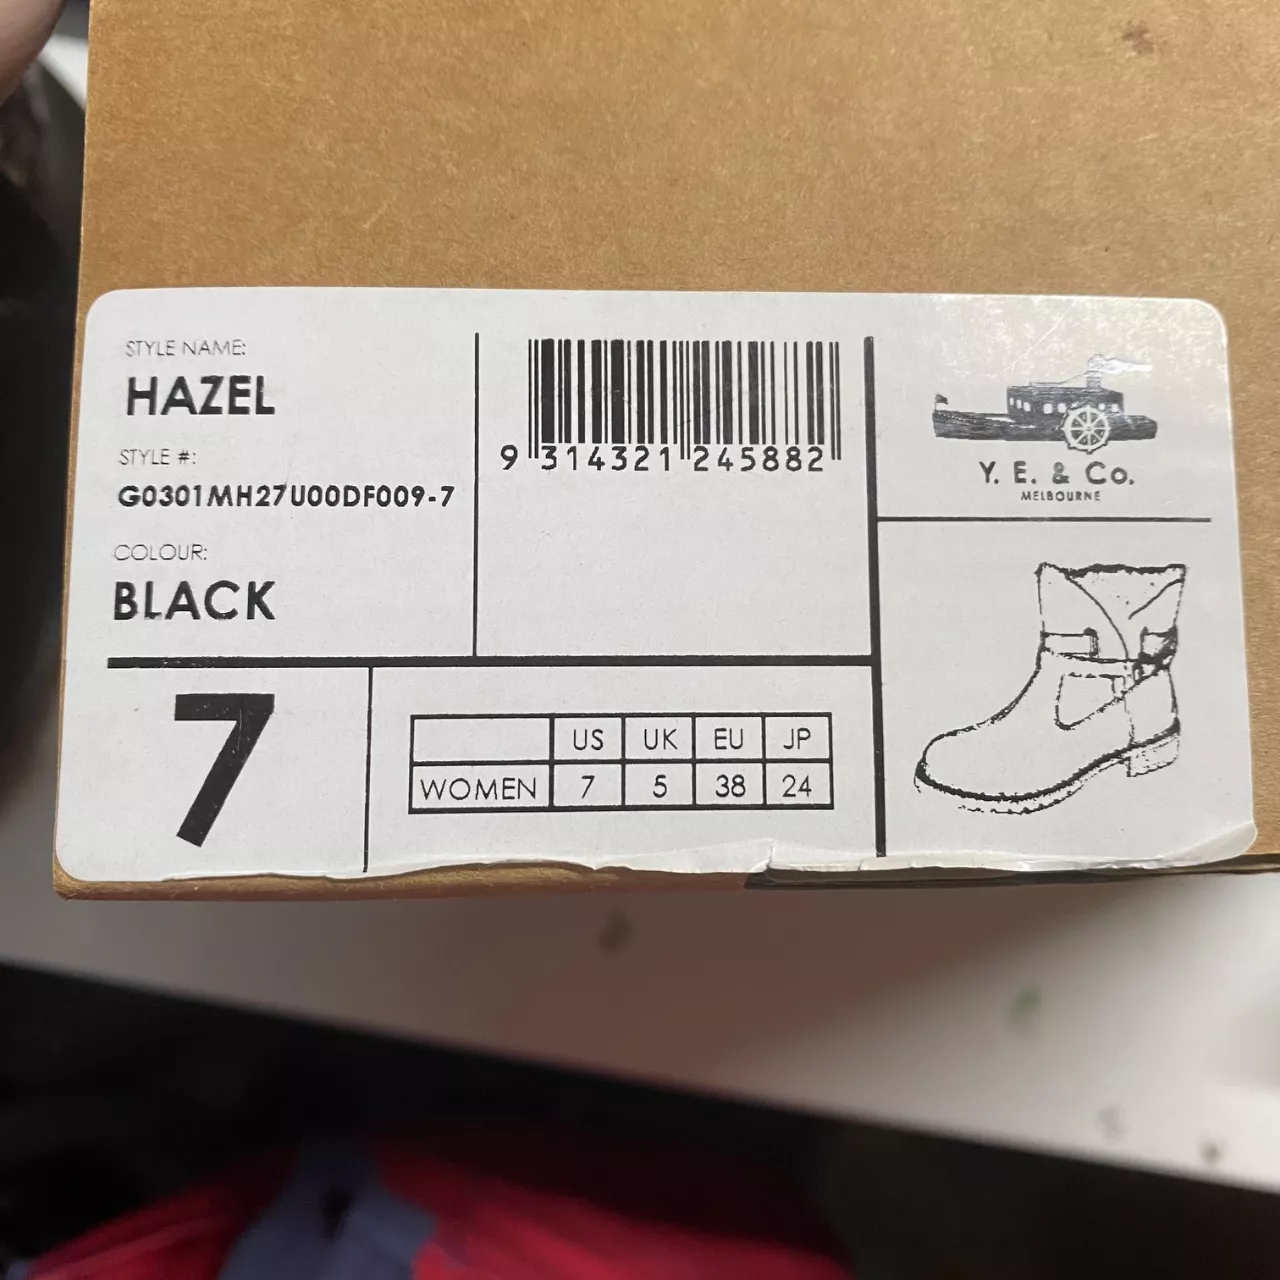 STYLE NAME:
HAZEL
STYLE #:
G0301MH27U00DF009-7
COLOUR:
BLACK
9 314321 245882
Y. E. & Co.
MELBOURNE
7
US UK EU JP
WOMEN 7 5 38 24